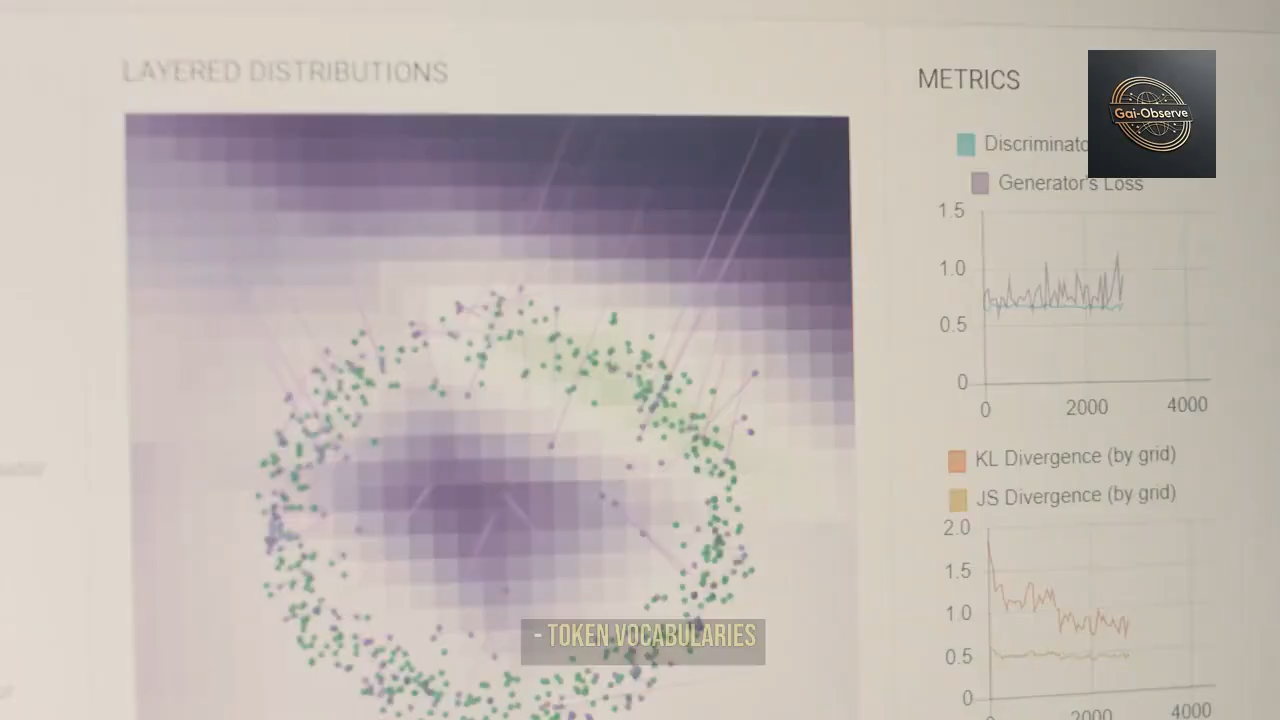 LAYERED DISTRIBUTIONS
METRICS
Gai-Observe
Generator's Loss
1.5
1.0
0.5
0
0
2000
4000
KL Divergence (by grid)
JS Divergence (by grid)
2.0
1.5
1.0
0.5
0
2000
4000
- TOKEN VOCABULARIES